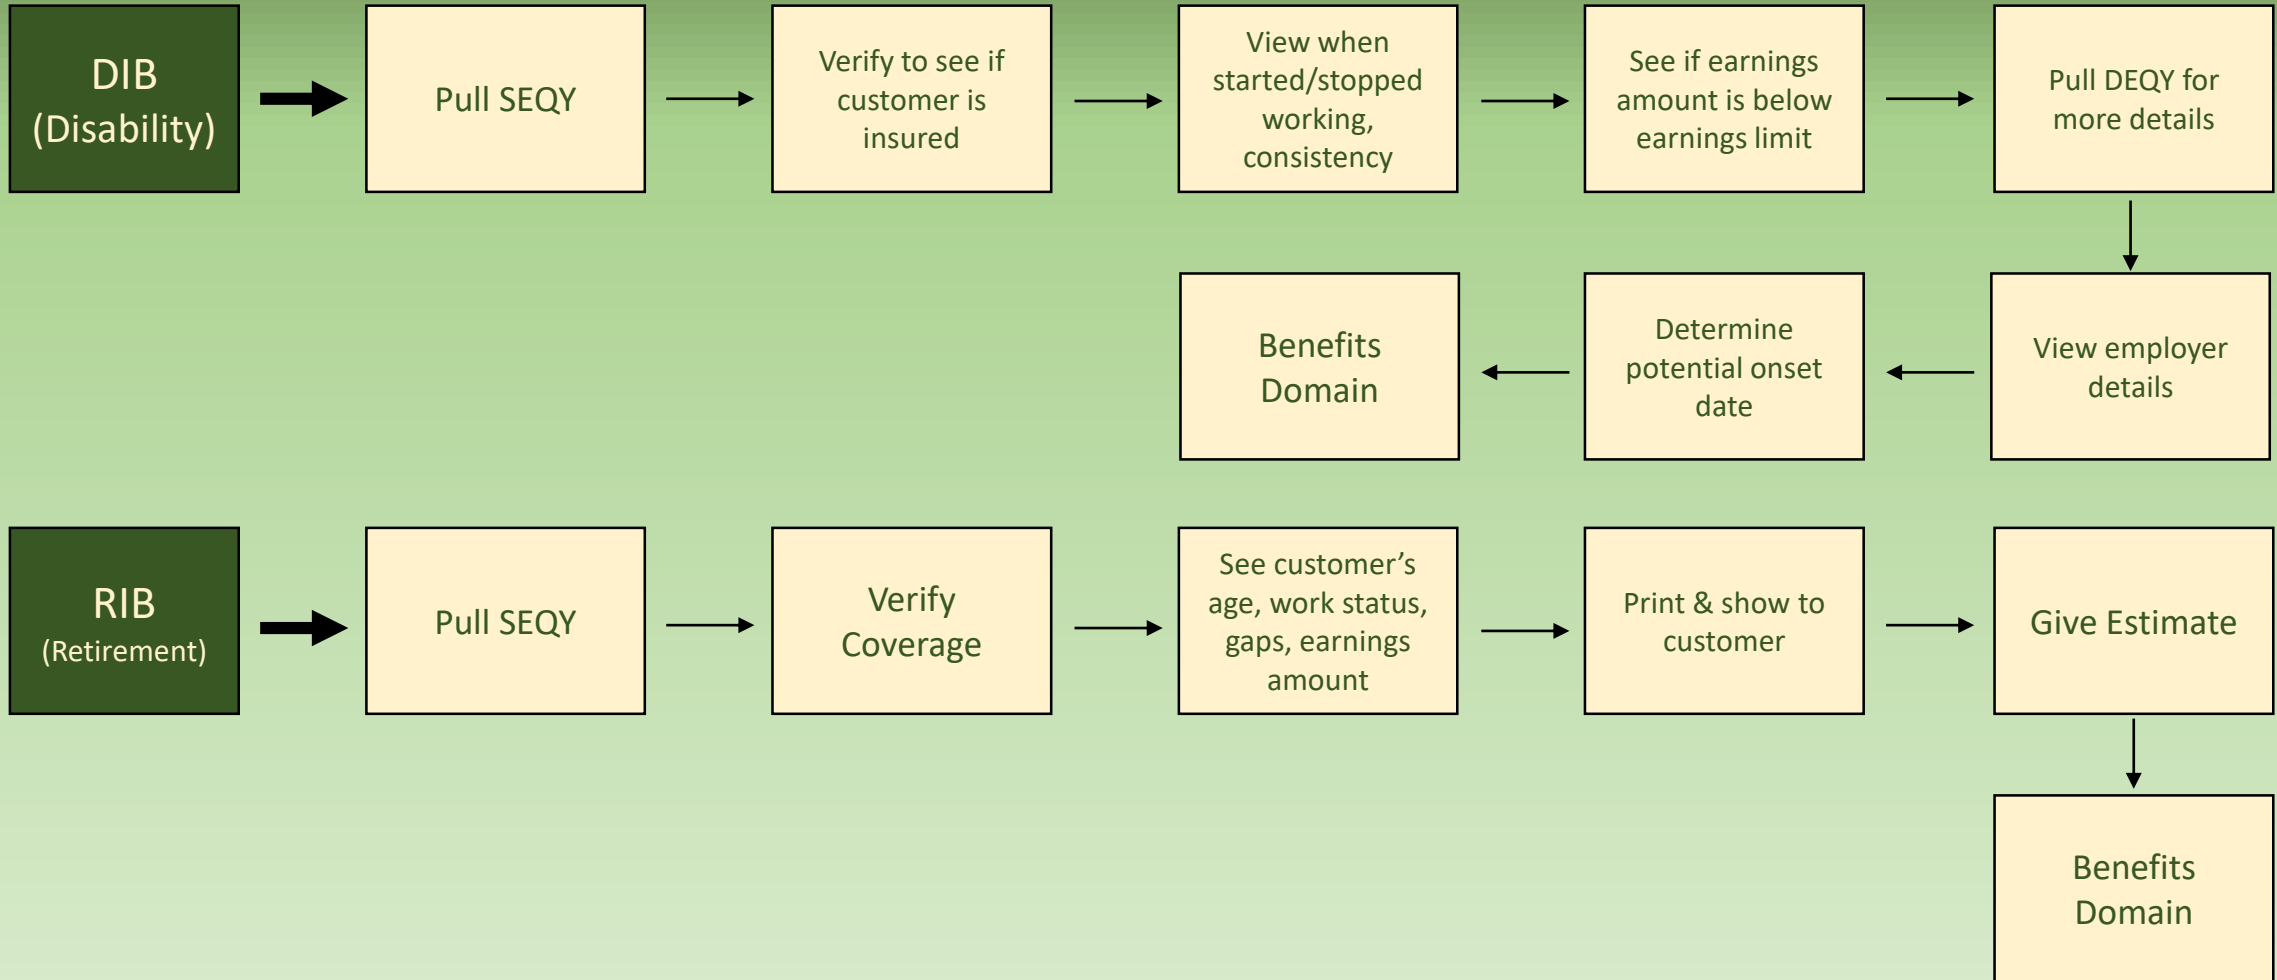 DIB
(Disability)
Pull SEQY
Verify to see if
customer is
insured
View when
started/stopped
working,
consistency
See if earnings
amount is below
earnings limit
Pull DEQY for
more details
View employer
details
Determine
potential onset
date
Benefits
Domain
RIB
(Retirement)
Pull SEQY
Verify
Coverage
See customer’s
age, work status,
gaps, earnings
amount
Print & show to
customer
Give Estimate
Benefits
Domain